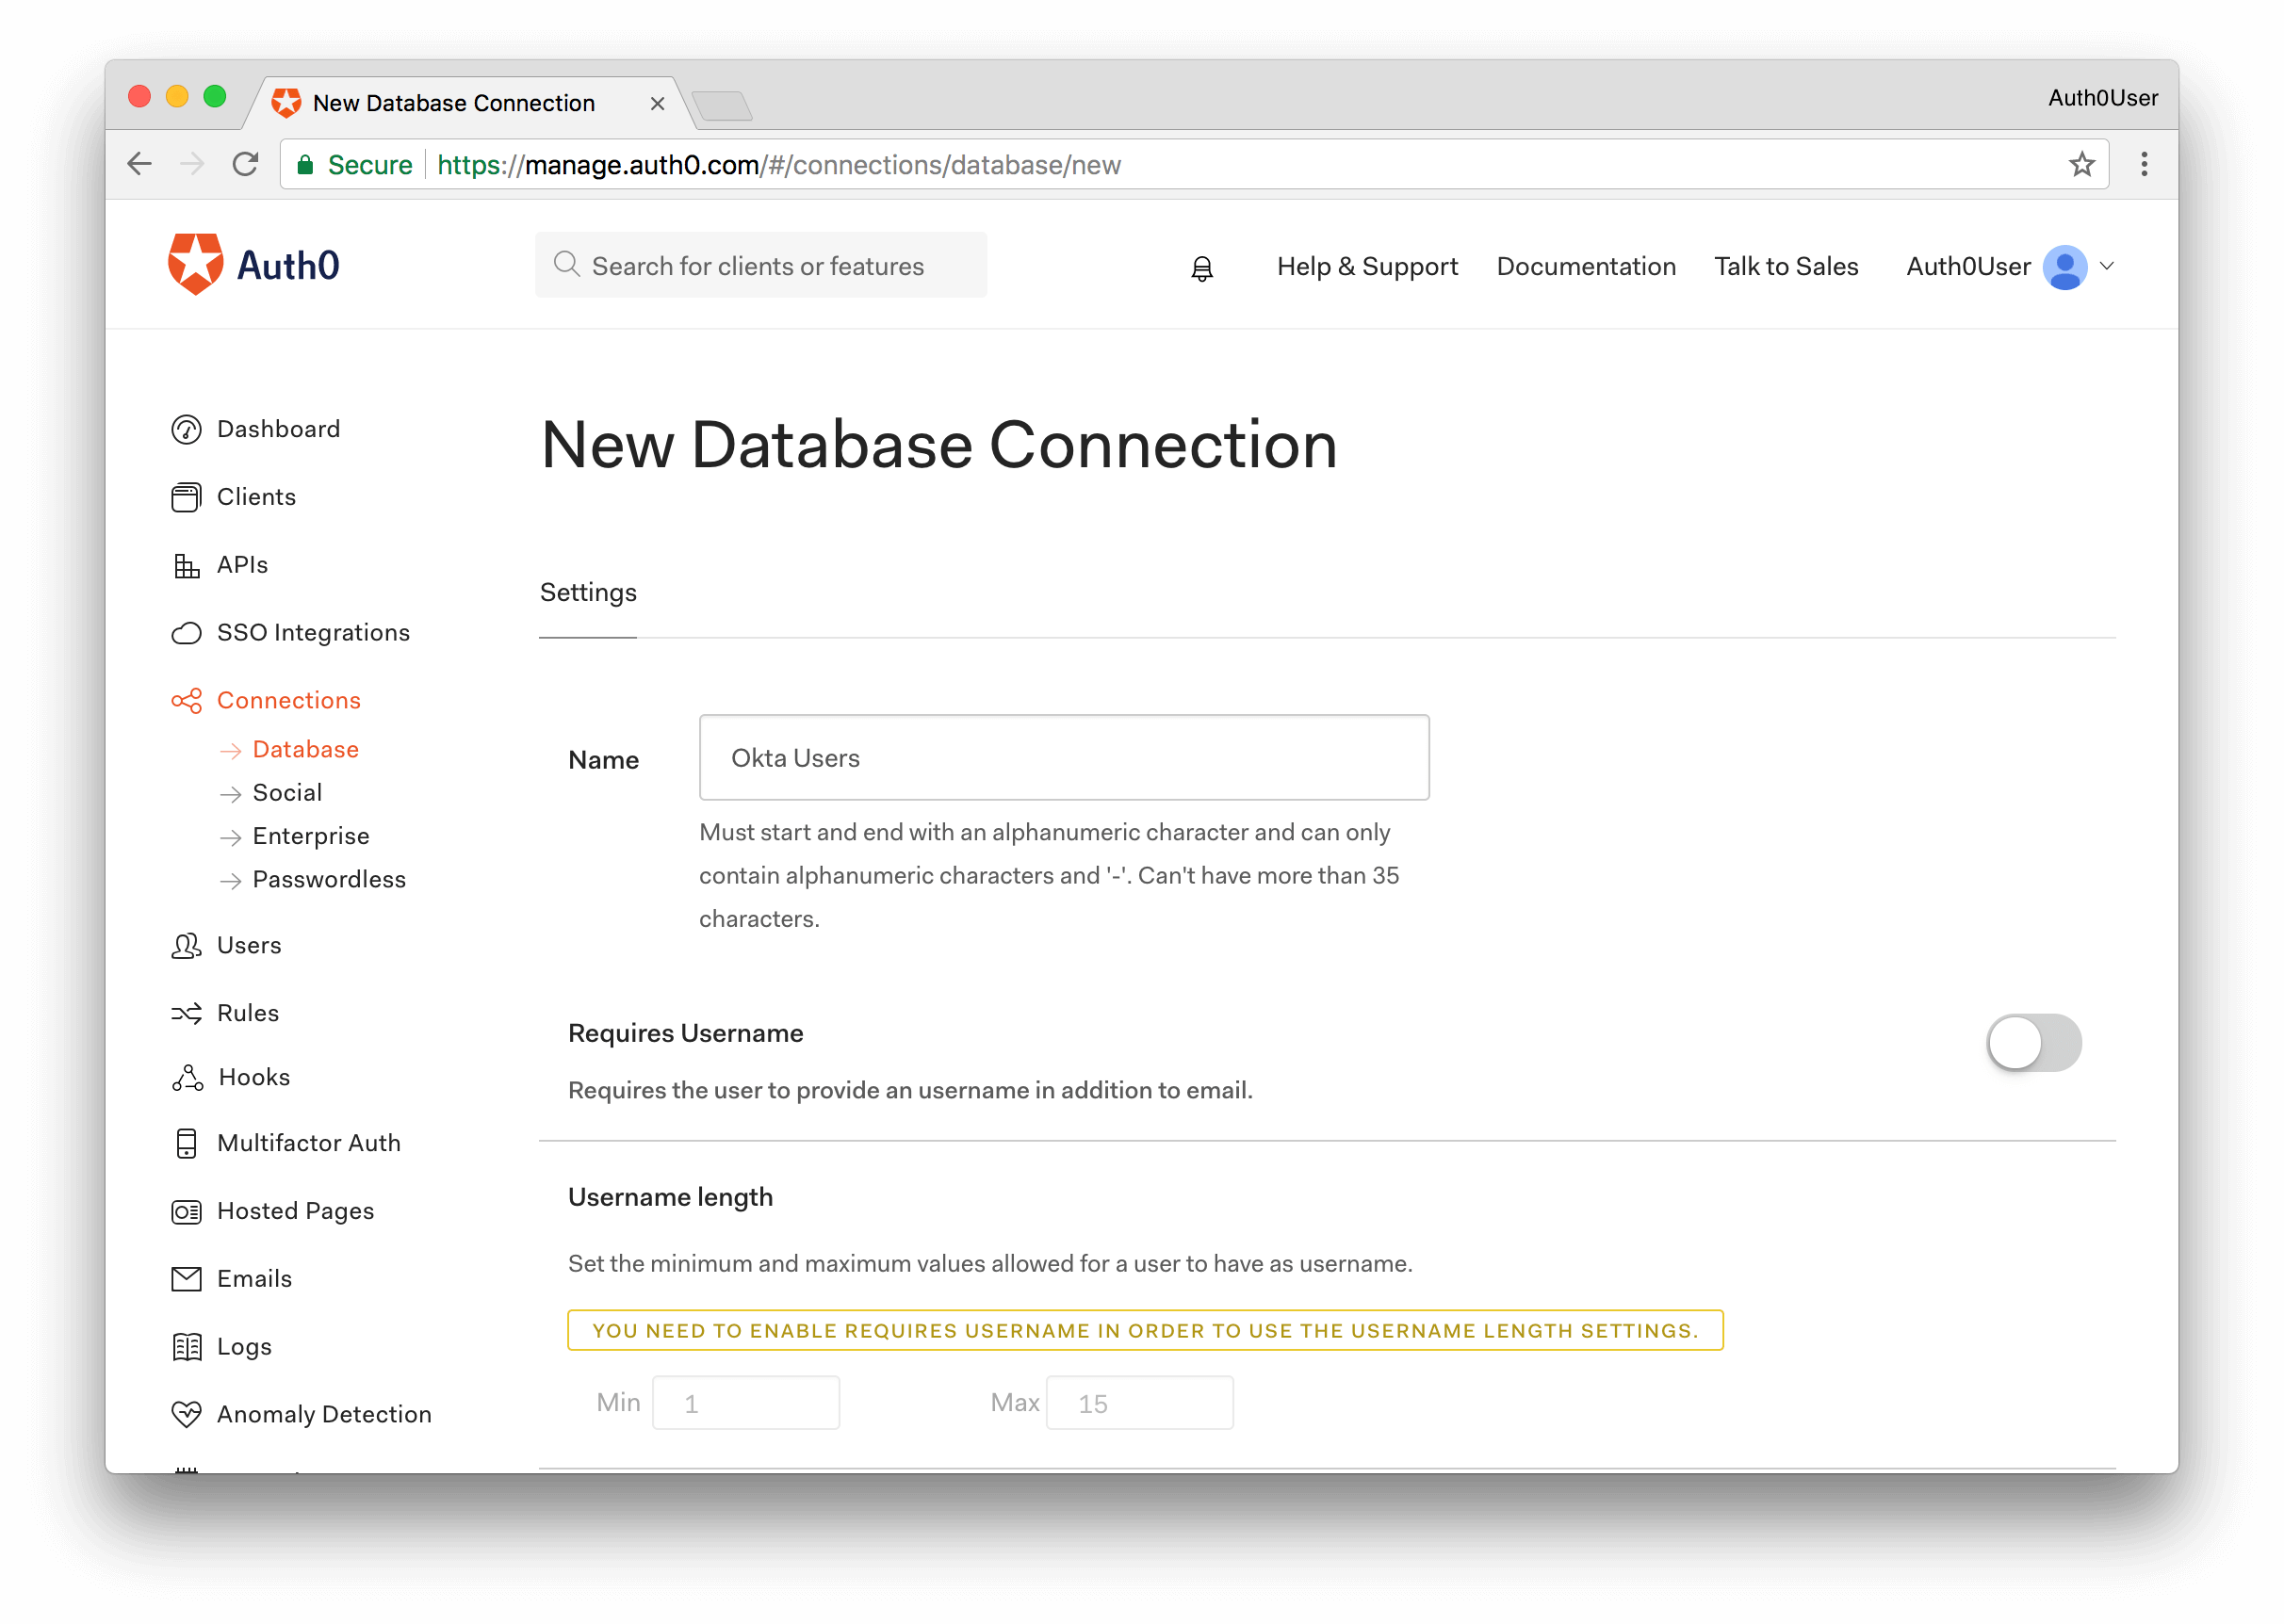 New Database Connection
Auth0User
Secure
https://manage.auth0.com/#/connections/database/new
Auth0
Search for clients or features
Help & Support
Documentation
Talk to Sales
Auth0User
Dashboard
Clients
APIs
SSO Integrations
Connections
Database
Social
Enterprise
Passwordless
Users
Rules
Hooks
Multifactor Auth
Hosted Pages
Emails
Logs
Anomaly Detection
New Database Connection
Settings
Name
Okta Users
Must start and end with an alphanumeric character and can only
contain alphanumeric characters and '-'. Can't have more than 35
characters.
Requires Username
Requires the user to provide an username in addition to email.
Username length
Set the minimum and maximum values allowed for a user to have as username.
YOU NEED TO ENABLE REQUIRES USERNAME IN ORDER TO USE THE USERNAME LENGTH SETTINGS.
Min 1
Max 15